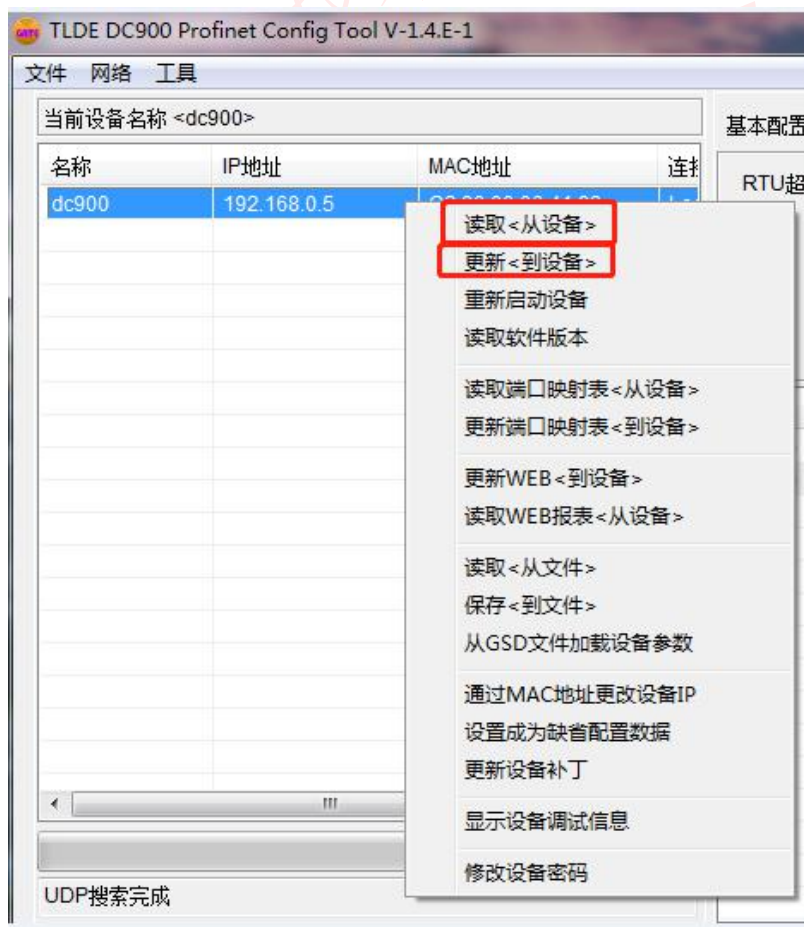 TLDE DC900 Profinet Config Tool V-1.4.E-1
文件 网络 工具
当前设备名称 <dc900>
基本配置
名称 IP地址 MAC地址
RTU超
dc900 192.168.0.5
读取<从设备>
更新<到设备>
重新启动设备
读取软件版本
读取端口映射表<从设备>
更新端口映射表<到设备>
更新WEB<到设备>
读取WEB报表<从设备>
读取<从文件>
保存<到文件>
从GSD文件加载设备参数
通过MAC地址更改设备IP
设置成为缺省配置数据
更新设备补丁
显示设备调试信息
修改设备密码
UDP搜索完成